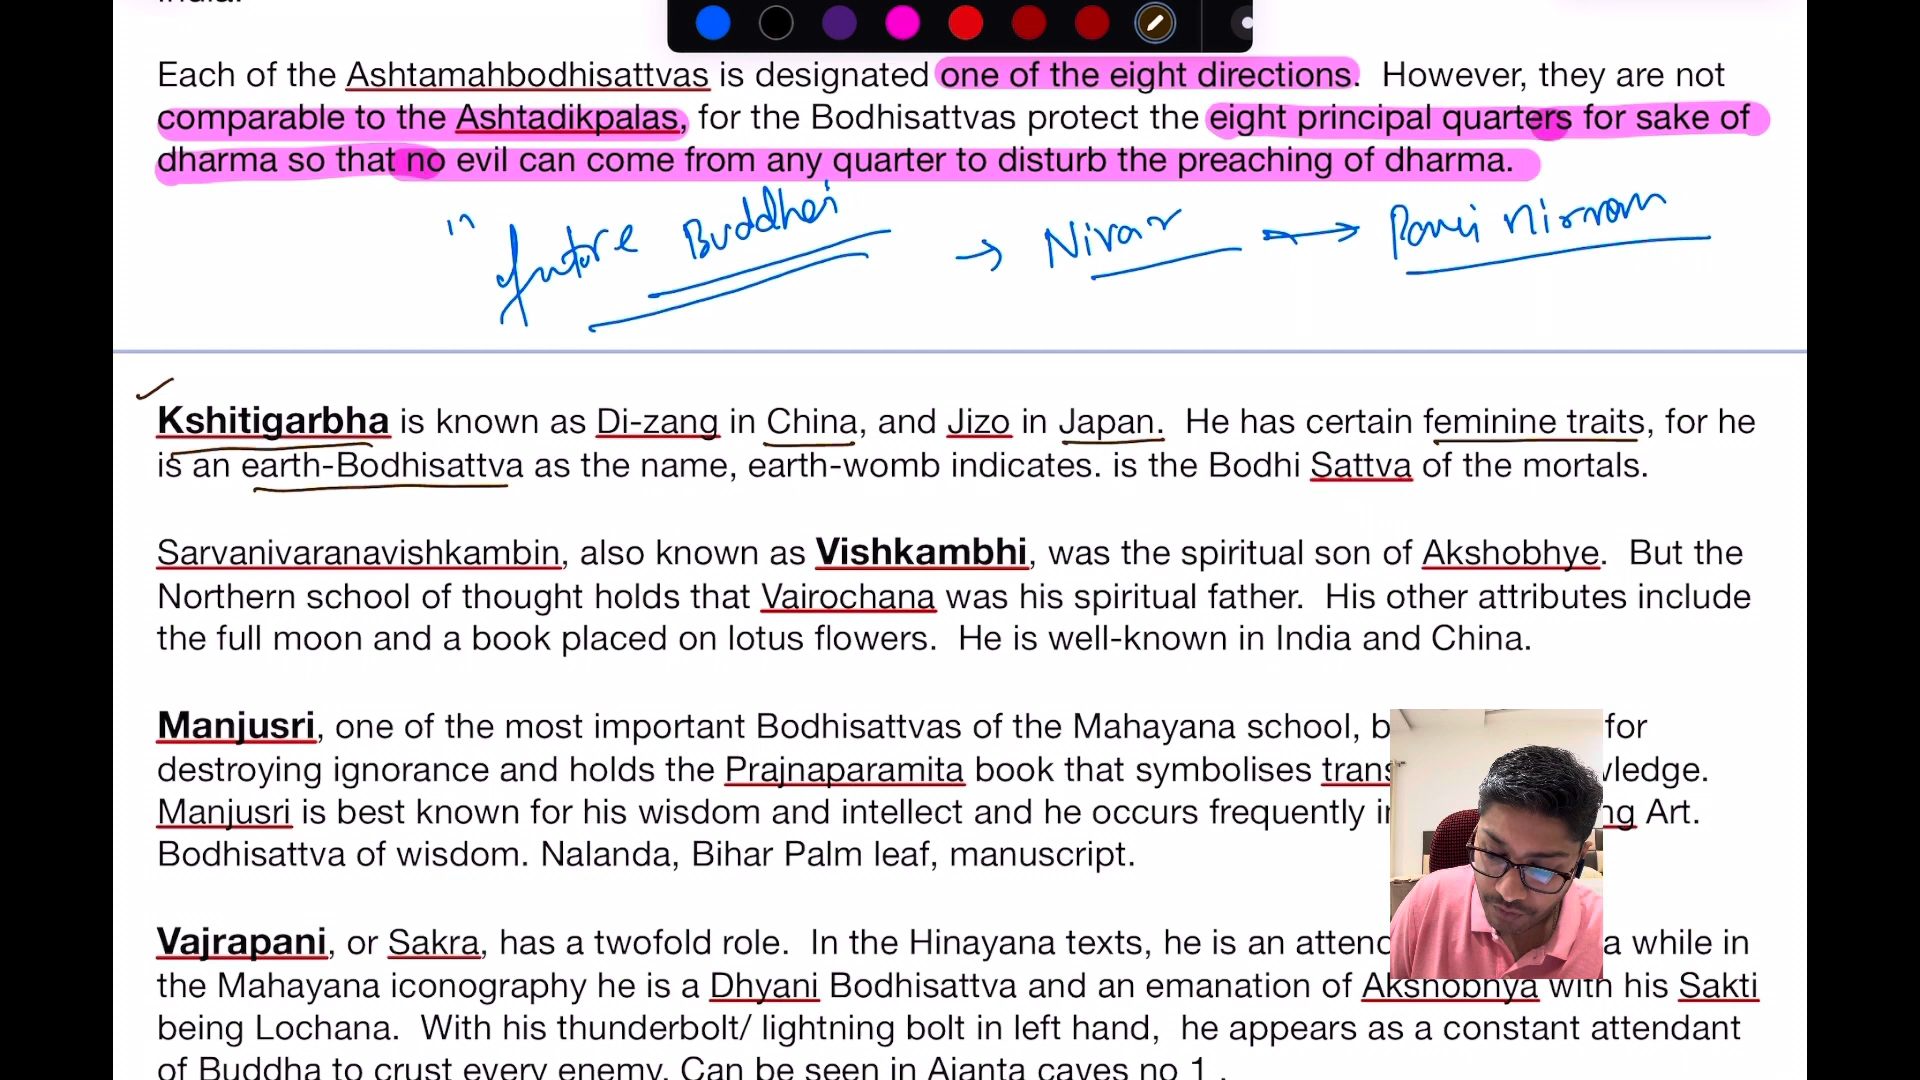 Each of the Ashtamahbodhisattvas is designated one of the eight directions. However, they are not
comparable to the Ashtadikpalas, for the Bodhisattvas protect the eight principal quarters for sake of
dharma so that no evil can come from any quarter to disturb the preaching of dharma.
future Buddha
Kshitigarbha is known as Di-zang in China, and Jizo in Japan. He has certain feminine traits, for he
is an earth-Bodhisattva as the name, earth-womb indicates. is the Bodhi Sattva of the mortals.
Sarvanivaranavishkambin, also known as Vishkambhi, was the spiritual son of Akshobhye. But the
Northern school of thought holds that Vairochana was his spiritual father. His other attributes include
the full moon and a book placed on lotus flowers. He is well-known in India and China.
Manjusri, one of the most important Bodhisattvas of the Mahayana school, for
destroying ignorance and holds the Prajnaparamita book that symbolises
Manjusri is best known for his wisdom and intellect and he occurs frequently Art.
Bodhisattva of wisdom. Nalanda, Bihar Palm leaf, manuscript.
Vajrapani, or Sakra, has a twofold role. In the Hinayana texts, he is an while in
the Mahayana iconography he is a Dhyani Bodhisattva and an emanation of Akshobhya with his Sakti
being Lochana. With his thunderbolt/ lightning bolt in left hand, he appears as a constant attendant
of Buddha to crust every enemy. Can be seen in Ajanta caves no 1 .